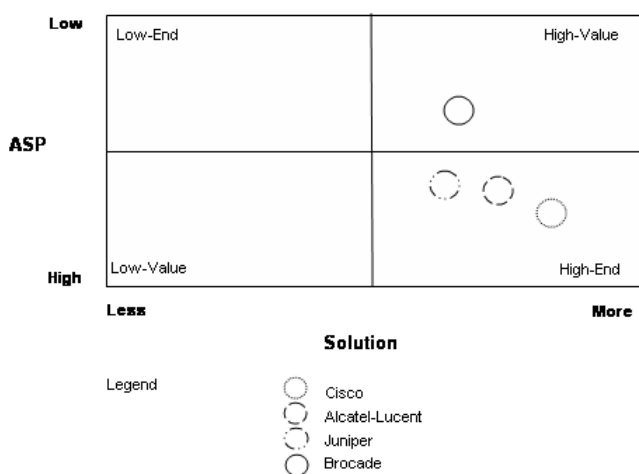 Low
Low-End
High-Value
ASP
Low-Value
High-End
High
Less
More
Solution
Legend
Cisco
Alcatel-Lucent
Juniper
Brocade